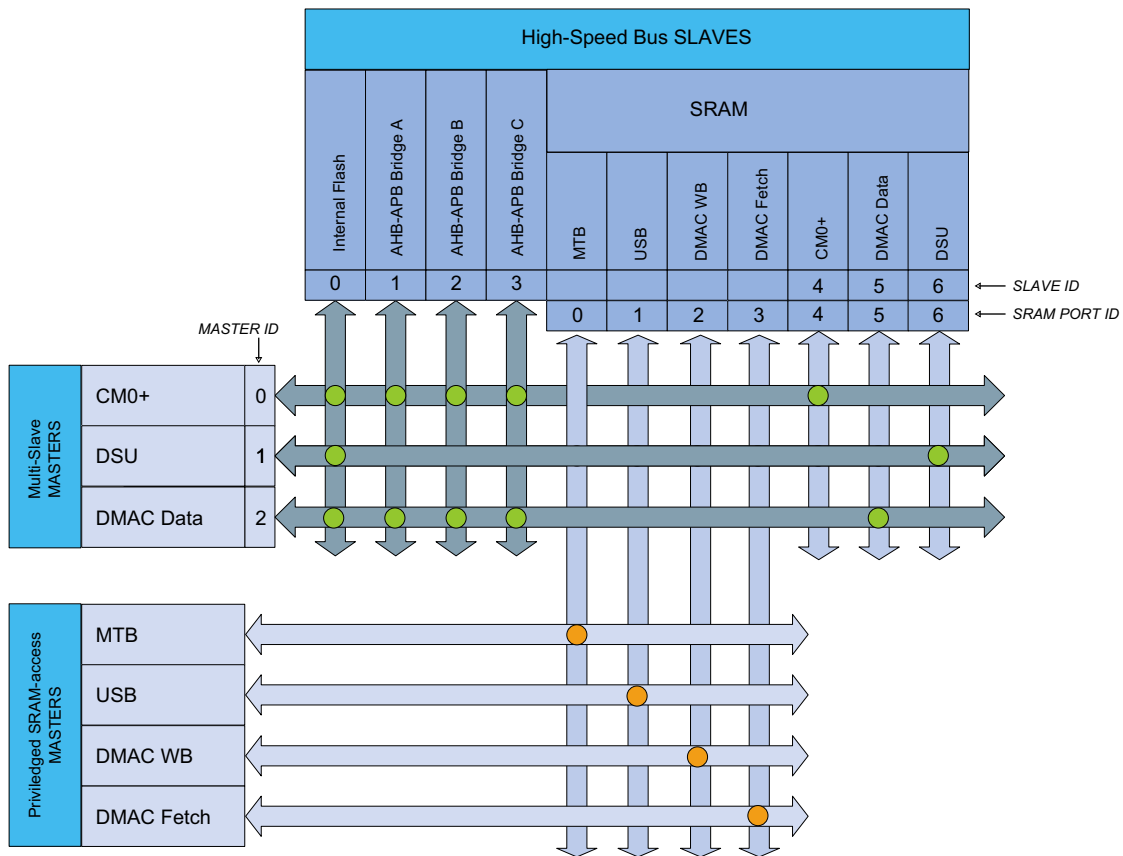 High-Speed Bus SLAVES
SRAM
Internal Flash
AHB-APB Bridge A
AHB-APB Bridge B
AHB-APB Bridge C
MTB
USB
DMAC WB
DMAC Fetch
CM0+
DMAC Data
DSU
0 1 2 3 4 5 6 SLAVE ID
0 1 2 3 4 5 6 SRAM PORT ID
MASTER ID
Multi-Slave
MASTERS
CM0+ 0
DSU 1
DMAC Data 2
Priviledged SRAM-access
MASTERS
MTB
USB
DMAC WB
DMAC Fetch